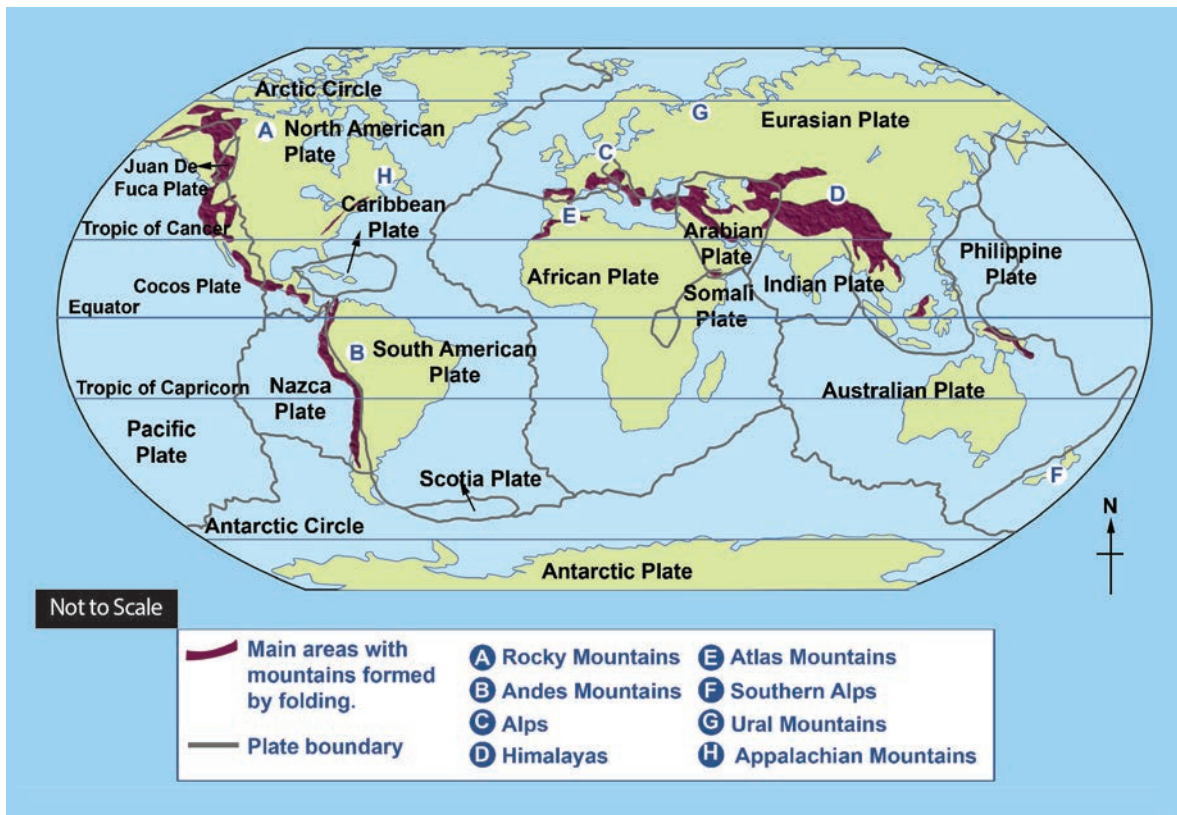 Arctic Circle
A
North American
Plate
G
Eurasian Plate
C
Juan De
Fuca Plate
H
D
Caribbean
Plate
E
Tropic of Cancer
Arabian
Plate
Philippine
Plate
African Plate
Cocos Plate
Somali
Plate
Indian Plate
Equator
B
South American
Plate
Tropic of Capricorn
Nazca
Plate
Australian Plate
Pacific
Plate
Scotia Plate
F
Antarctic Circle
N
Antarctic Plate
Not to Scale
Main areas with
mountains formed
by folding.
Plate boundary
A Rocky Mountains
B Andes Mountains
C Alps
D Himalayas
E Atlas Mountains
F Southern Alps
G Ural Mountains
H Appalachian Mountains